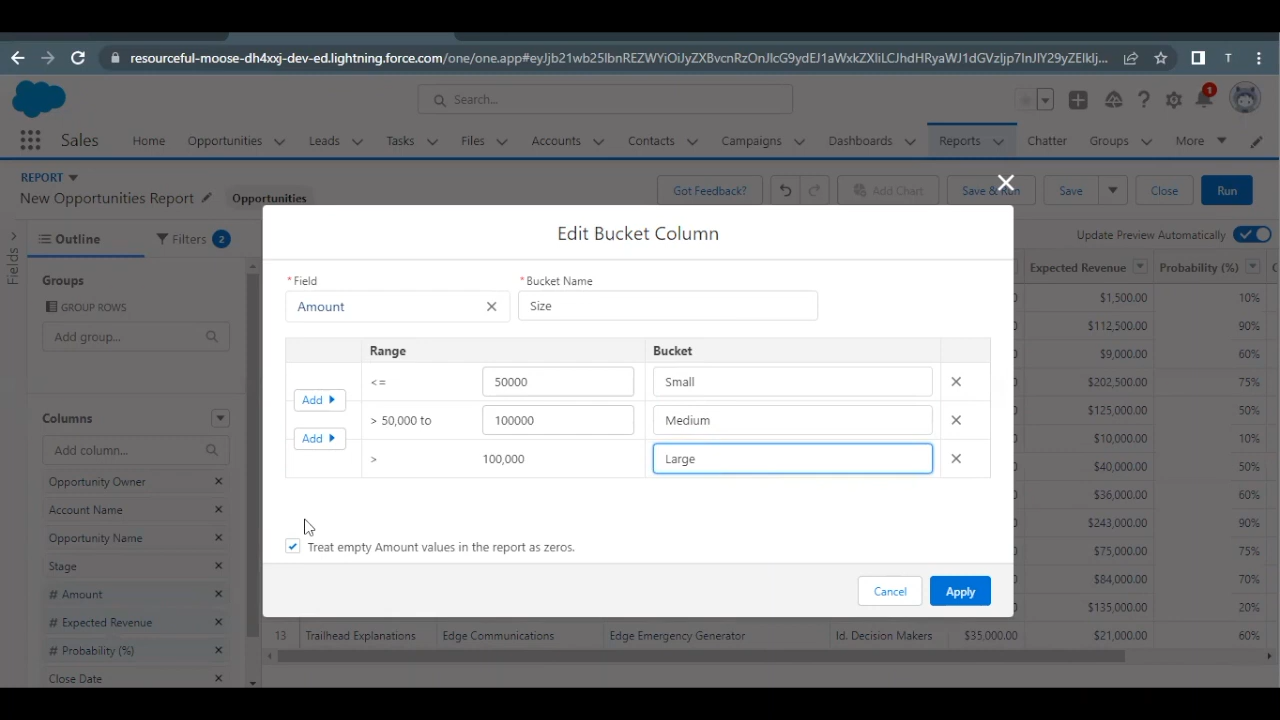 resourceful-moose-dh4xxj-dev-ed.lightning.force.com
Search...
1
Sales
Home
Opportunities
Leads
Tasks
Files
Accounts
Contacts
Campaigns
Dashboards
Reports
Chatter
Groups
More
REPORT
New Opportunities Report
Opportunities
Got Feedback?
Add Chart
Save & Run
Save
Close
Run
Fields
Outline
Filters 2
Update Preview Automatically
Groups
GROUP ROWS
Add group...
Columns
Add column...
Opportunity Owner
Account Name
Opportunity Name
Stage
# Amount
# Expected Revenue
# Probability (%)
Close Date
Edit Bucket Column
* Field
* Bucket Name
Amount
Size
Range
Bucket
<= 50000 Small
Add
> 50,000 to 100000 Medium
Add
> 100,000 Large
Treat empty Amount values in the report as zeros.
Cancel
Apply
Expected Revenue Probability (%)
$1,500.00 10%
$112,500.00 90%
$9,000.00 60%
$202,500.00 75%
$125,000.00 50%
$10,000.00 10%
$40,000.00 50%
$36,000.00 60%
$243,000.00 90%
$75,000.00 75%
$84,000.00 70%
$135,000.00 20%
13 Trailhead Explanations Edge Communications Edge Emergency Generator Id. Decision Makers $35,000.00 $21,000.00 60%